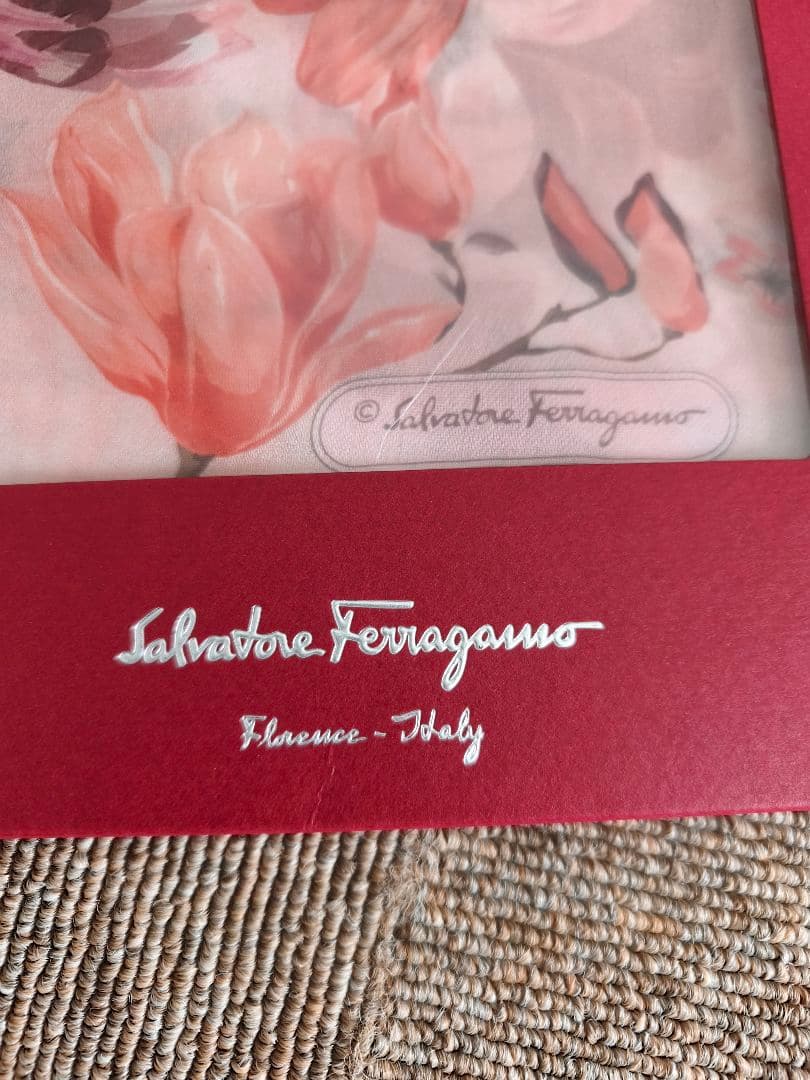 © Salvatore Ferragamo
Salvatore Ferragamo
Florence - Italy